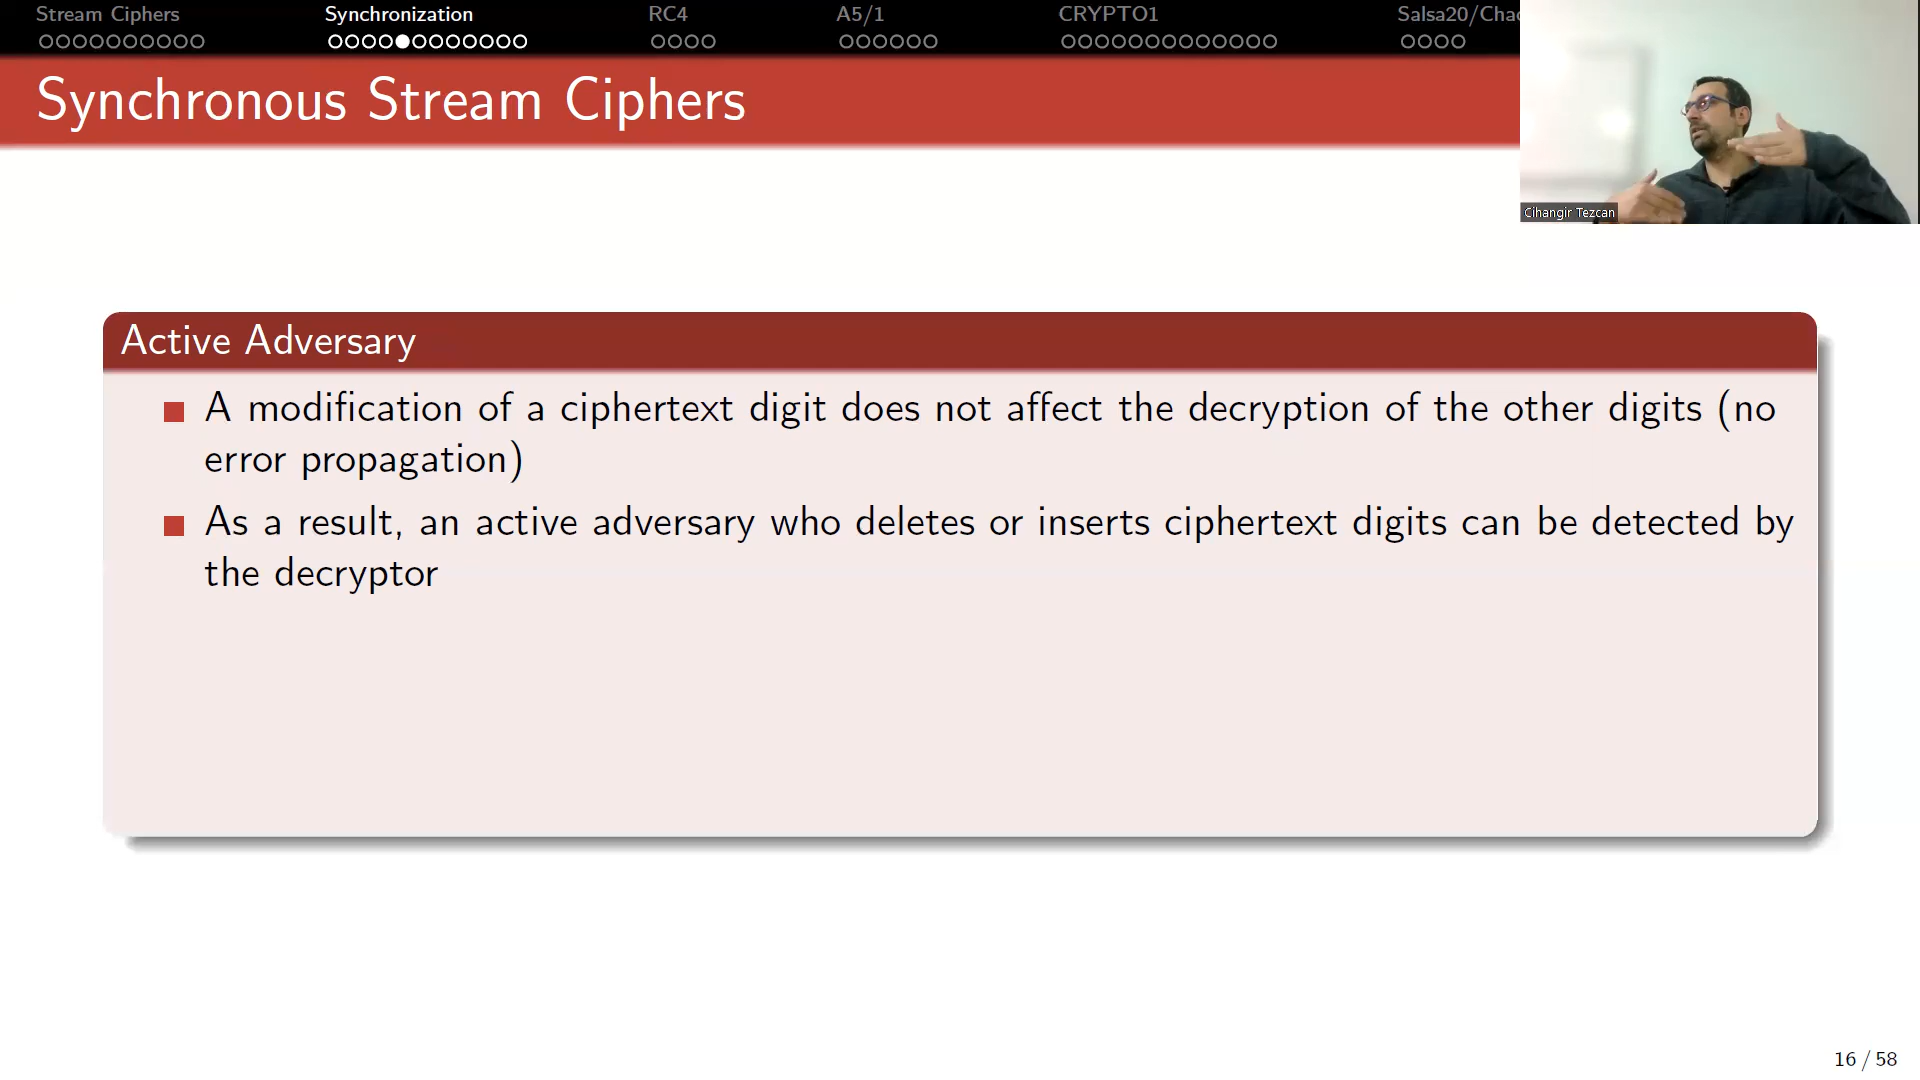 Stream Ciphers
Synchronization
RC4
A5/1
CRYPTO1
Salsa20/Chac
Synchronous Stream Ciphers
Cihangir Tezcan
Active Adversary
A modification of a ciphertext digit does not affect the decryption of the other digits (no
error propagation)
As a result, an active adversary who deletes or inserts ciphertext digits can be detected by
the decryptor
16 / 58